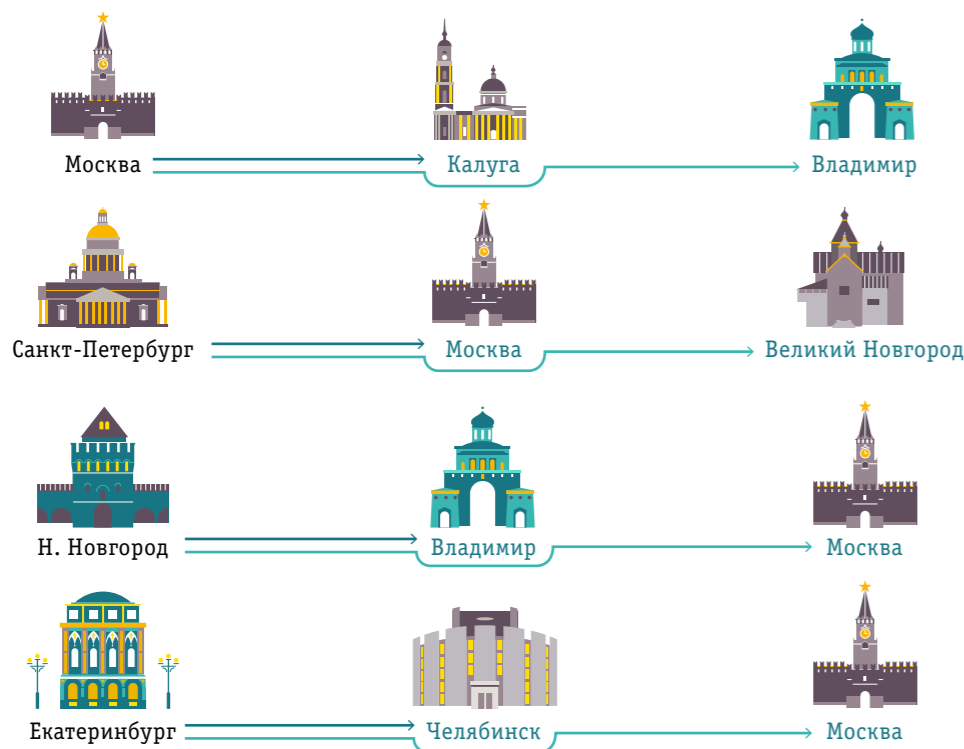 Москва
Калуга
Владимир
Санкт-Петербург
Москва
Великий Новгород
Н. Новгород
Владимир
Москва
Екатеринбург
Челябинск
Москва